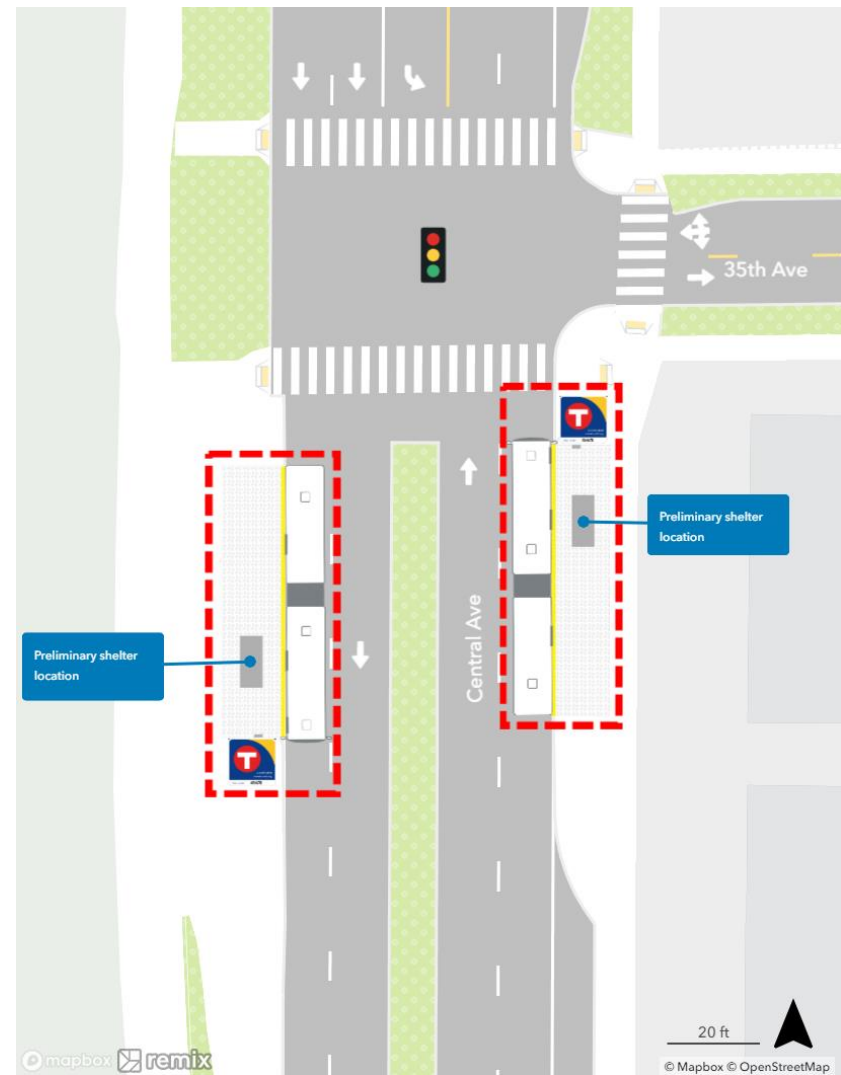 35th Ave
T
Preliminary shelter
location
Central Ave
Preliminary shelter
location
T
20 ft
mapbox remix
© Mapbox © OpenStreetMap